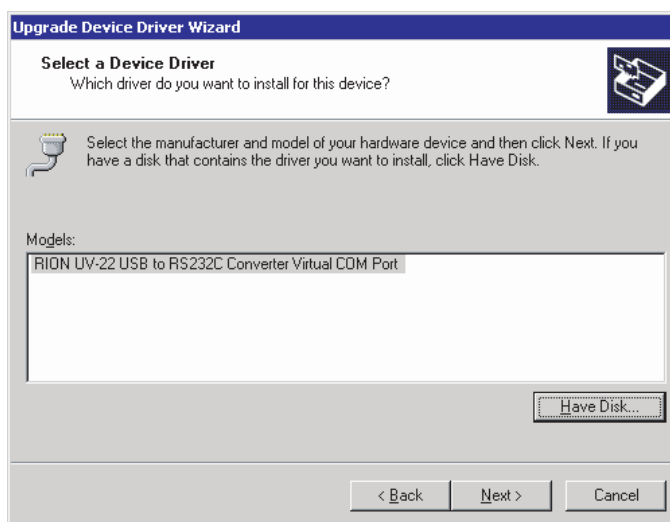 Upgrade Device Driver Wizard
Select a Device Driver
Which driver do you want to install for this device?
Select the manufacturer and model of your hardware device and then click Next. If you
have a disk that contains the driver you want to install, click Have Disk.
Models:
RION UV-22 USB to RS232C Converter Virtual COM Port
Have Disk...
< Back
Next >
Cancel